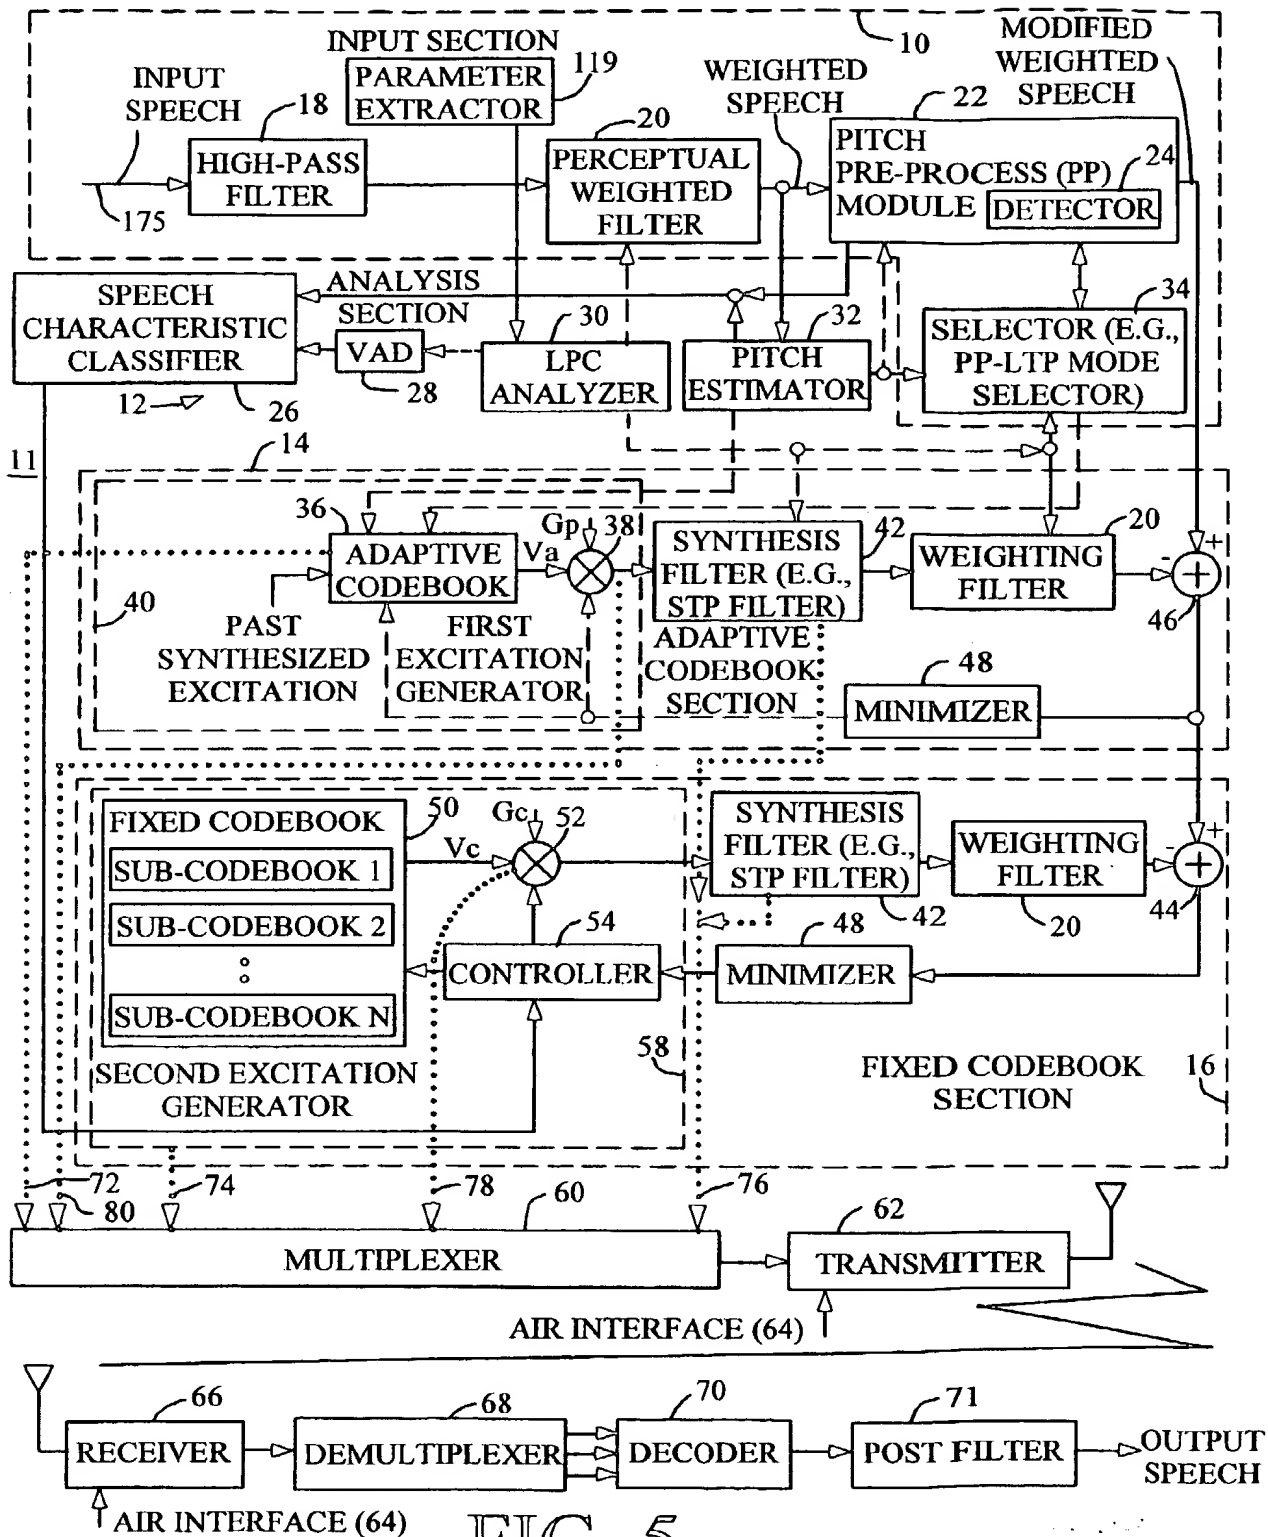 10
MODIFIED
WEIGHTED
SPEECH
INPUT SECTION
INPUT
SPEECH
PARAMETER
EXTRACTOR
119
WEIGHTED
SPEECH
18
HIGH-PASS
FILTER
175
20
PERCEPTUAL
WEIGHTED
FILTER
22
PITCH
PRE-PROCESS (PP)
MODULE
24
DETECTOR
SPEECH
CHARACTERISTIC
CLASSIFIER
ANALYSIS
SECTION
VAD
28
30
LPC
ANALYZER
32
PITCH
ESTIMATOR
34
SELECTOR (E.G.,
PP-LTP MODE
SELECTOR)
12
26
11
14
36
ADAPTIVE
CODEBOOK
Gp
Va
38
SYNTHESIS
FILTER (E.G.,
STP FILTER)
42
20
WEIGHTING
FILTER
-
+
46
40
PAST
SYNTHESIZED
EXCITATION
FIRST
EXCITATION
GENERATOR
ADAPTIVE
CODEBOOK
SECTION
48
MINIMIZER
FIXED CODEBOOK
50
SUB-CODEBOOK 1
SUB-CODEBOOK 2
SUB-CODEBOOK N
Gc
Vc
52
SYNTHESIS
FILTER (E.G.,
STP FILTER)
42
WEIGHTING
FILTER
20
-
+
44
54
CONTROLLER
48
MINIMIZER
SECOND EXCITATION
GENERATOR
58
FIXED CODEBOOK
SECTION
16
72
80
74
78
60
76
MULTIPLEXER
62
TRANSMITTER
AIR INTERFACE (64)
66
RECEIVER
68
DEMULTIPLEXER
70
DECODER
71
POST FILTER
OUTPUT
SPEECH
AIR INTERFACE (64)
FIG. 5